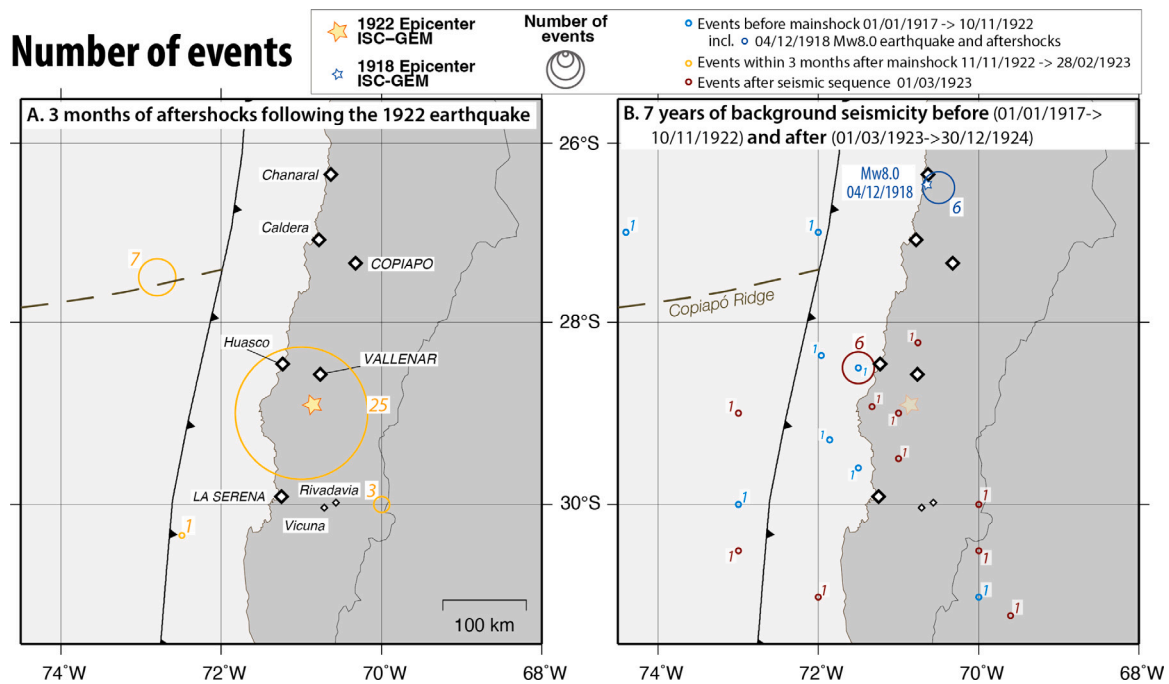 Number of events
1922 Epicenter
ISC–GEM
1918 Epicenter
ISC-GEM
Number of
events
Events before mainshock 01/01/1917 -> 10/11/1922
incl. 04/12/1918 Mw8.0 earthquake and aftershocks
Events within 3 months after mainshock 11/11/1922 -> 28/02/1923
Events after seismic sequence 01/03/1923
A. 3 months of aftershocks following the 1922 earthquake
Chanaral
Caldera
COPIAPO
7
Huasco
VALLENAR
25
LA SERENA
Rivadavia
3
Vicuna
1
100 km
74˚W
72˚W
70˚W
68˚W
B. 7 years of background seismicity before (01/01/1917->
10/11/1922) and after (01/03/1923->30/12/1924)
26°S
Mw8.0
04/12/1918
6
1
1
Copiapó Ridge
28°S
1
6
1
1
1
1
1
1
1
1
30°S
1
1
1
1
1
1
1
74˚W
72˚W
70˚W
68˚W